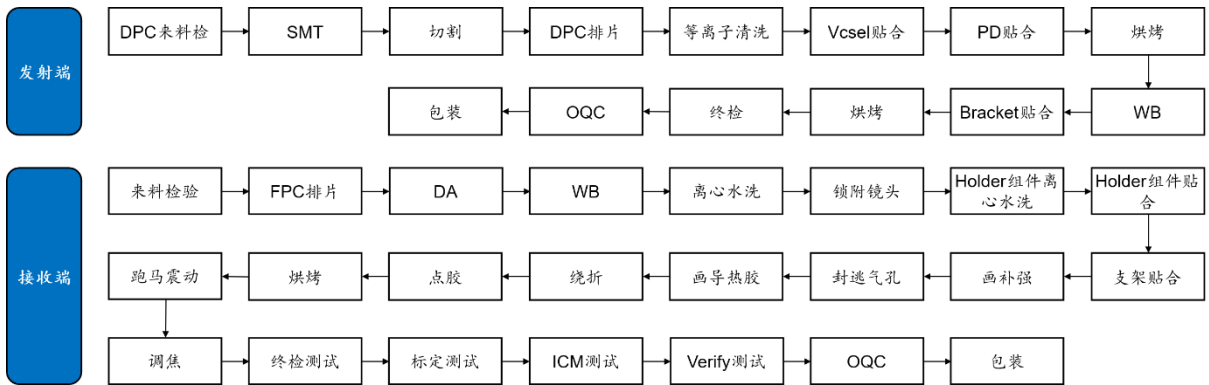 发射端
DPC来料检
SMT
切割
DPC排片
等离子清洗
Vcsel贴合
PD贴合
烘烤
包装
OQC
终检
烘烤
Bracket贴合
WB
接收端
来料检验
FPC排片
DA
WB
离心水洗
锁附镜头
Holder组件离
心水洗
Holder组件贴
合
跑马震动
烘烤
点胶
绕折
画导热胶
封逃气孔
画补强
支架贴合
调焦
终检测试
标定测试
ICM测试
Verify测试
OQC
包装